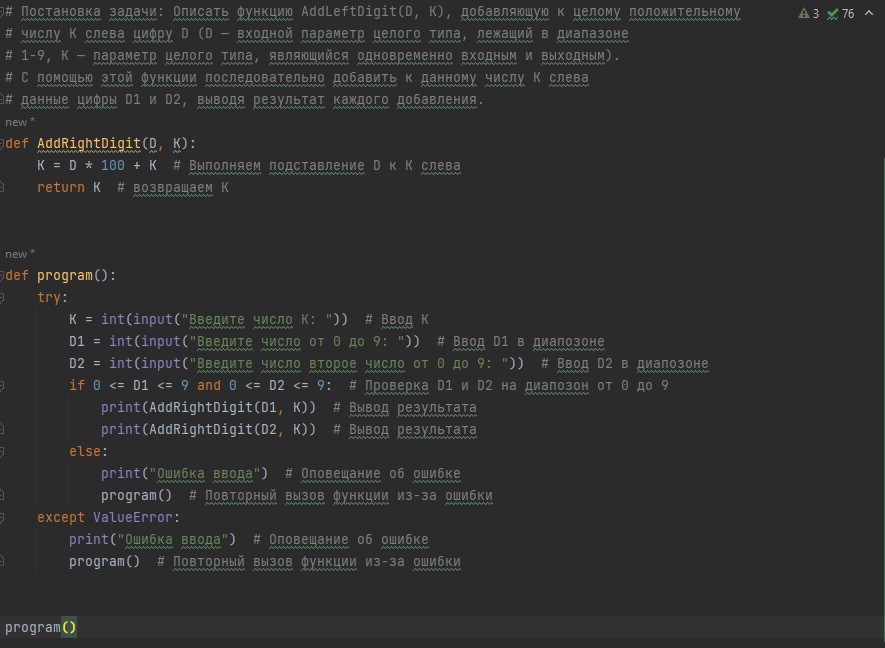 # Постановка задачи: Описать функцию AddLeftDigit(D, K), добавляющую к целому положительному
3 76
# числу K слева цифру D (D — входной параметр целого типа, лежащий в диапазоне
# 1-9, K — параметр целого типа, являющийся одновременно входным и выходным).
# С помощью этой функции последовательно добавить к данному числу K слева
# данные цифры D1 и D2, выводя результат каждого добавления.
new *
def AddRightDigit(D, K):
    K = D * 100 + K  # Выполняем подставление D к K слева
    return K  # возвращаем K
new *
def program():
    try:
        K = int(input("Введите число K: "))  # Ввод K
        D1 = int(input("Введите число от 0 до 9: "))  # Ввод D1 в диапозоне
        D2 = int(input("Введите число второе число от 0 до 9: "))  # Ввод D2 в диапозоне
        if 0 <= D1 <= 9 and 0 <= D2 <= 9:  # Проверка D1 и D2 на диапозон от 0 до 9
            print(AddRightDigit(D1, K))  # Вывод результата
            print(AddRightDigit(D2, K))  # Вывод результата
        else:
            print("Ошибка ввода")  # Оповещание об ошибке
            program()  # Повторный вызов функции из-за ошибки
    except ValueError:
        print("Ошибка ввода")  # Оповещание об ошибке
        program()  # Повторный вызов функции из-за ошибки
program()